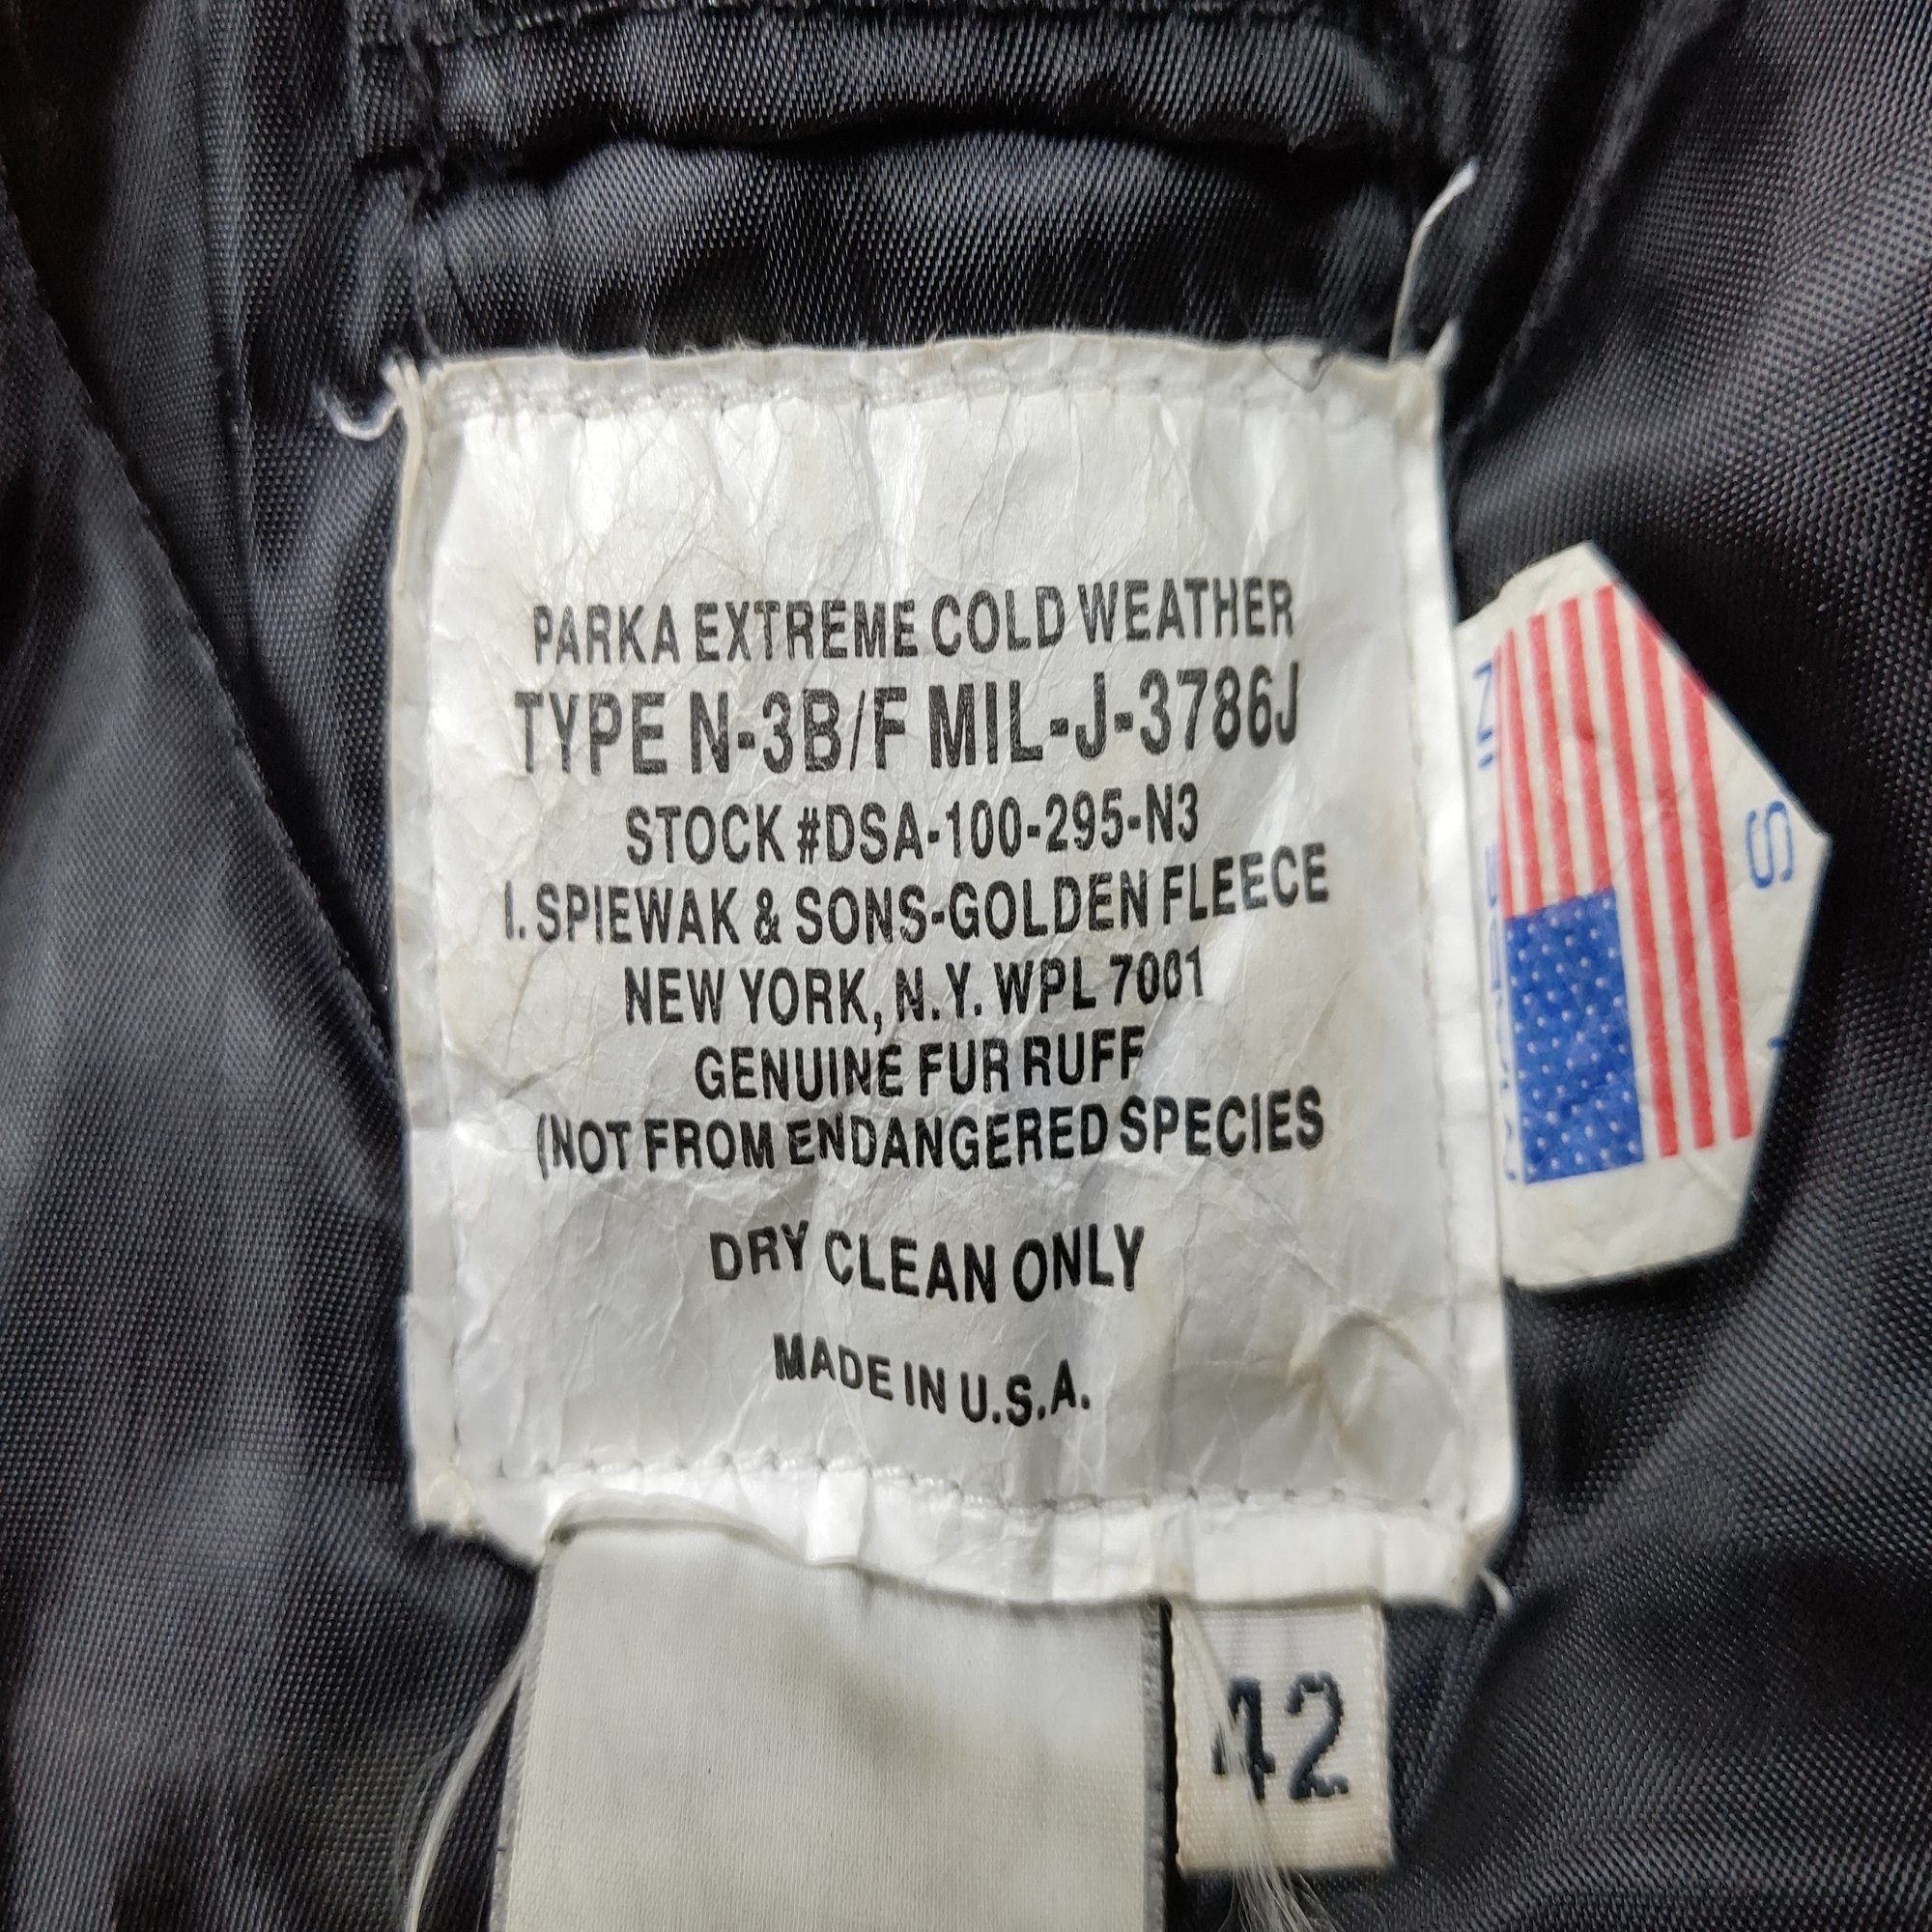 PARKA EXTREME COLD WEATHER
TYPE N-3B/F MIL-J-3786J
STOCK #DSA-100-295-N3
I. SPIEWAK & SONS-GOLDEN FLEECE
NEW YORK, N.Y. WPL 7001
GENUINE FUR RUFF
(NOT FROM ENDANGERED SPECIES
DRY CLEAN ONLY
MADE IN U.S.A.
42